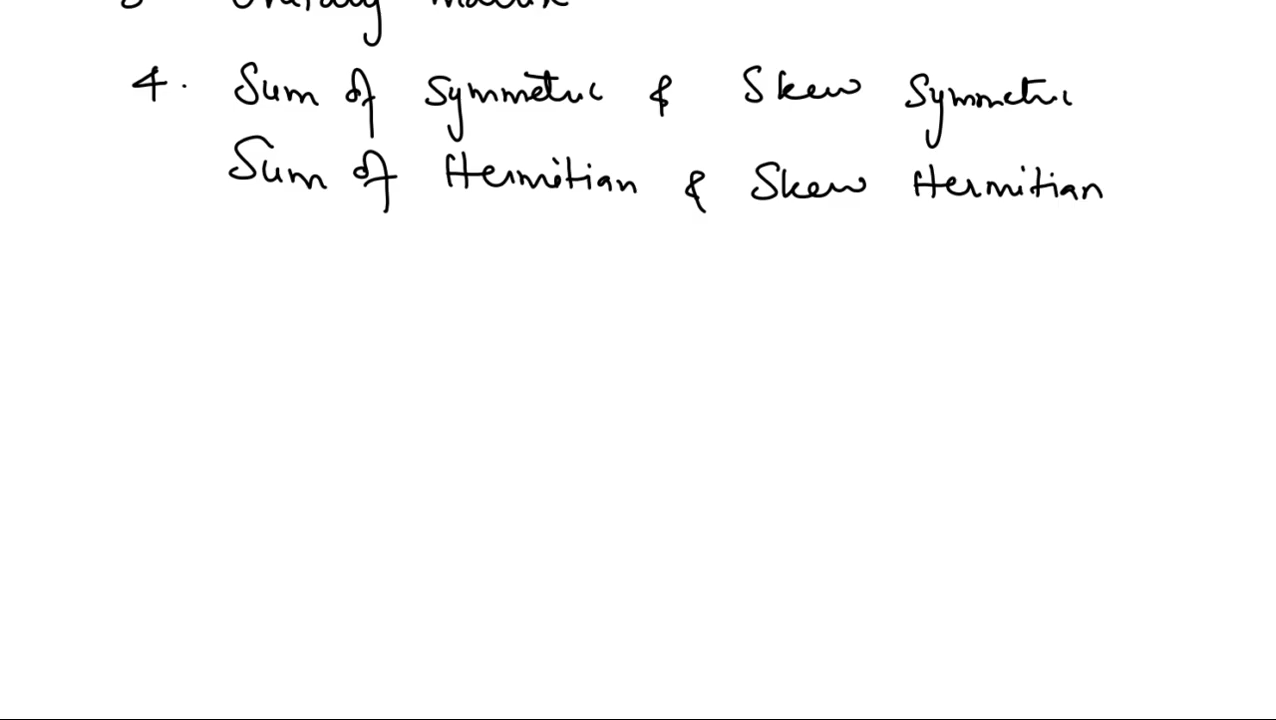 4. Sum of Symmetric & Skew Symmetric
Sum of Hermitian & Skew Hermitian